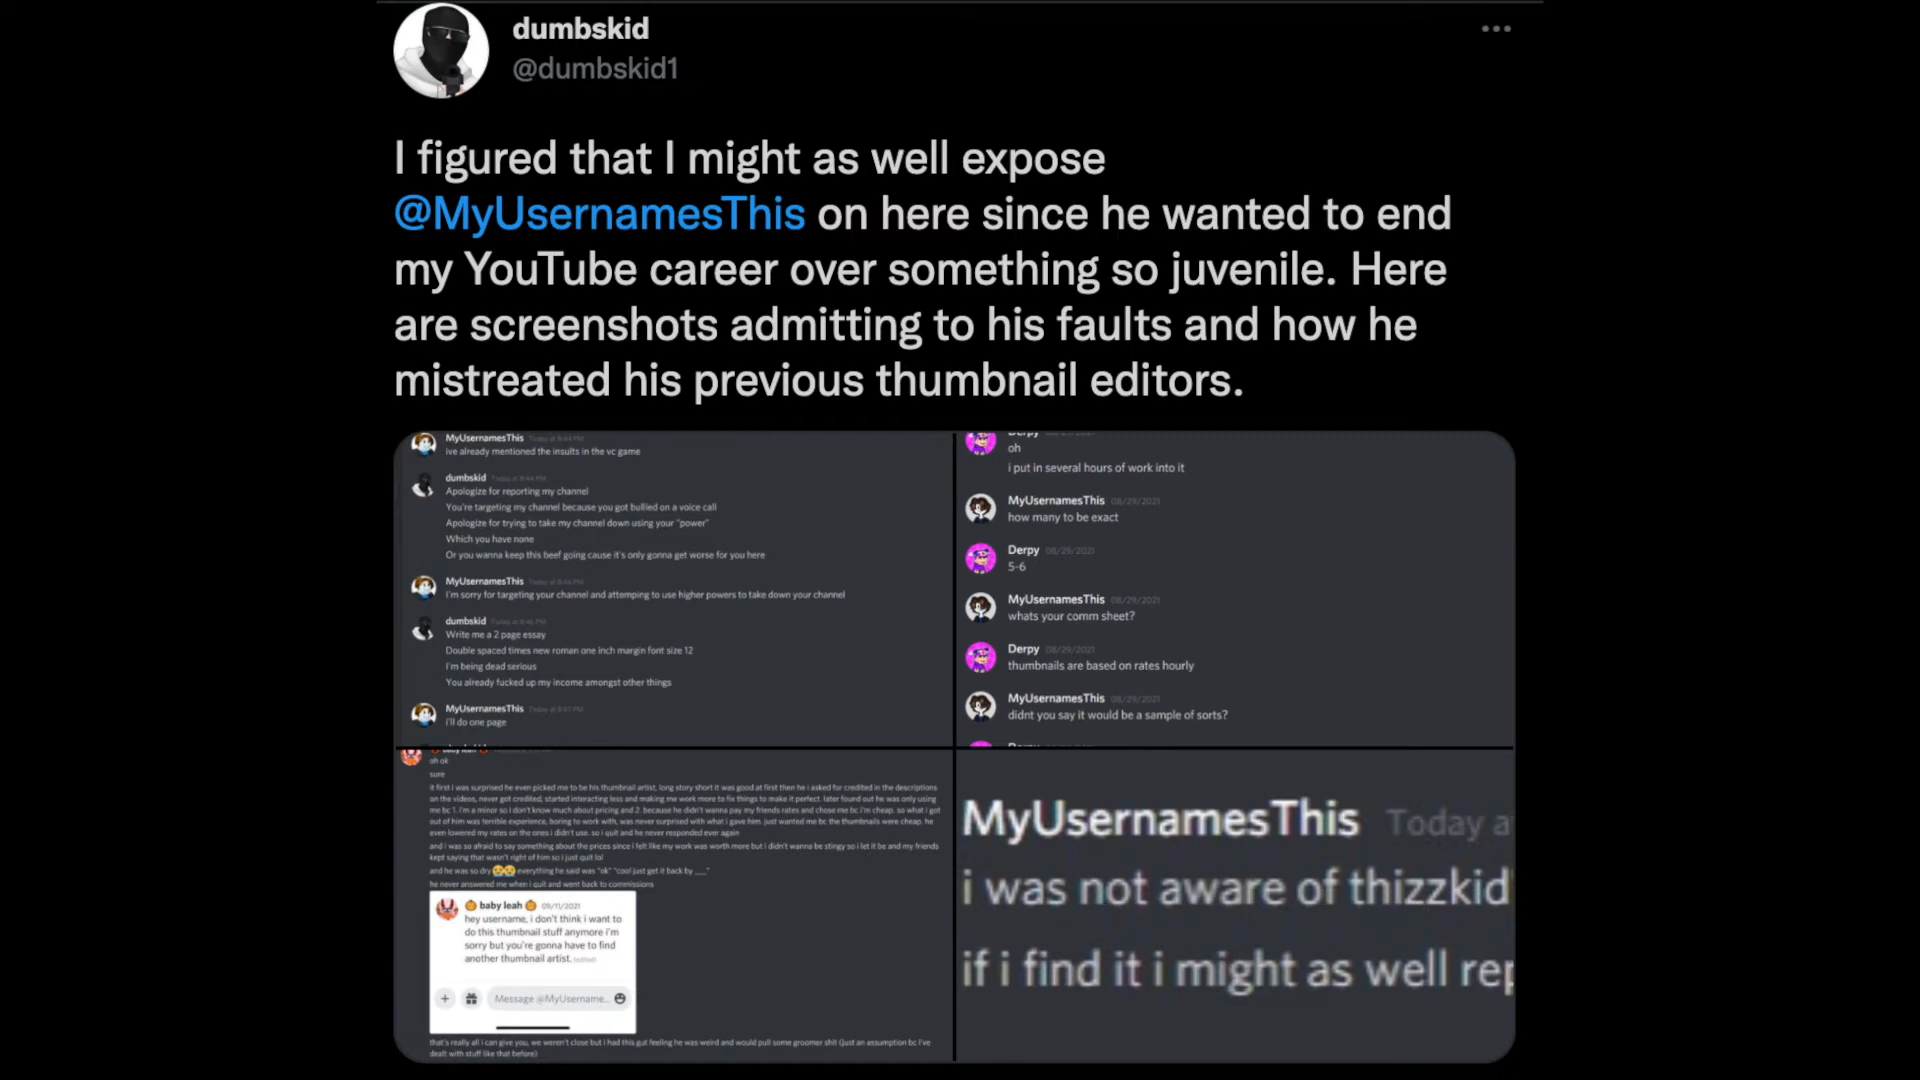 dumbskid
@dumbskid1
I figured that I might as well expose
@MyUsernamesThis on here since he wanted to end
my YouTube career over something so juvenile. Here
are screenshots admitting to his faults and how he
mistreated his previous thumbnail editors.
MyUsernamesThis Today at 8:44 PM
ive already mentioned the insults in the vc game
dumbskid Today at 8:44 PM
Apologize for reporting my channel
You're targeting my channel because you got bullied on a voice call
Apologize for trying to take my channel down using your "power"
Which you have none
Or you wanna keep this beef going cause it's only gonna get worse for you here
MyUsernamesThis Today at 8:46 PM
I'm sorry for targeting your channel and attemping to use higher powers to take down your channel
dumbskid Today at 8:46 PM
Write me a 2 page essay
Double spaced times new roman one inch margin font size 12
I'm being dead serious
You already fucked up my income amongst other things
MyUsernamesThis Today at 8:47 PM
I'll do one page
Derpy
oh
i put in several hours of work into it
MyUsernamesThis 08/29/2021
how many to be exact
Derpy 08/29/2021
5-6
MyUsernamesThis 08/29/2021
whats your comm sheet?
Derpy 08/29/2021
thumbnails are based on rates hourly
MyUsernamesThis 08/29/2021
didnt you say it would be a sample of sorts?
Derpy
baby leah
oh ok
sure
it first i was surprised he even picked me to be his thumbnail artist, long story short it was good at first then he i asked for credited in the descriptions
on the videos, never got credited, started interacting less and making me work more to fix things to make it perfect. later found out he was only using
me bc 1. i'm a minor so i don't know much about pricing and 2. because he didn't wanna pay my friends rates and chose me bc i'm cheap. so what i got
out of him was terrible experience, boring to work with, was never surprised with what i gave him. just wanted me bc the thumbnails were cheap. he
even lowered my rates on the ones i didn't use. so i quit and he never responded ever again
and i was so afraid to say something about the prices since i felt like my work was worth more but i didn't wanna be stingy so i let it be and my friends
kept saying that wasn't right of him so i just quit lol
and he was so dry 😢😢 everything he said was "ok" "cool just get it back by ___"
he never answered me when i quit and went back to commissions
🎃 baby leah 🎃 09/11/2021
hey username, i don't think i want to
do this thumbnail stuff anymore i'm
sorry but you're gonna have to find
another thumbnail artist. (edited)
Message @MyUsername...
that's really all i can give you, we weren't close but i had this gut feeling he was weird and would pull some groomer shit (just an assumption bc i've
dealt with stuff like that before)
MyUsernamesThis Today a
i was not aware of thizzkid'
if i find it i might as well rep